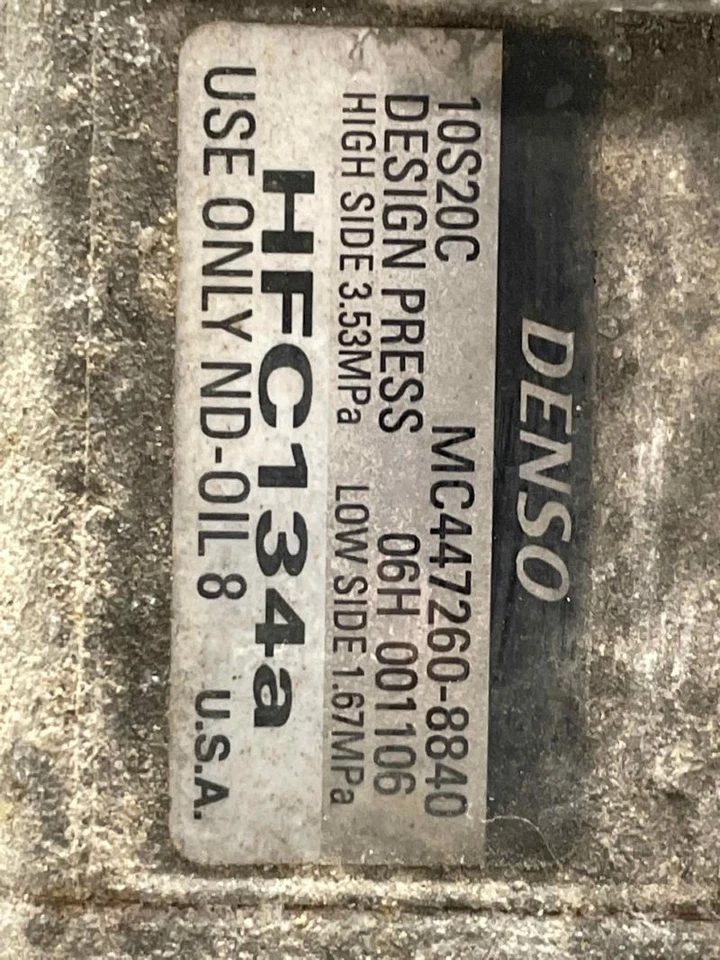 DENSO
10S20C MC447260-8840
DESIGN PRESS 06H 001106
HIGH SIDE 3.53MPa LOW SIDE 1.67MPa
HFC134a
USE ONLY ND-OIL 8 U.S.A.